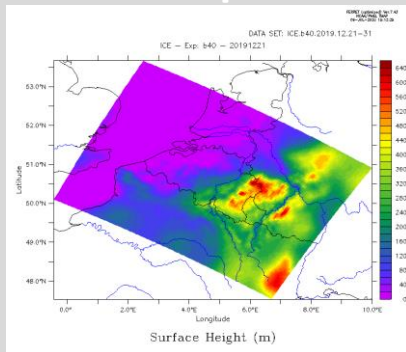 DATA SET: ICE.b40.2019.12.21-31
ICE - Exp. b40 - 20191221
53.0°N
52.0°N
51.0°N
50.0°N
49.0°N
48.0°N
Latitude
0.0°
2.0°E
4.0°E
6.0°E
8.0°E
10.0°E
Longitude
640
600
560
520
480
440
400
360
320
280
240
200
160
120
80
40
0
Surface Height (m)